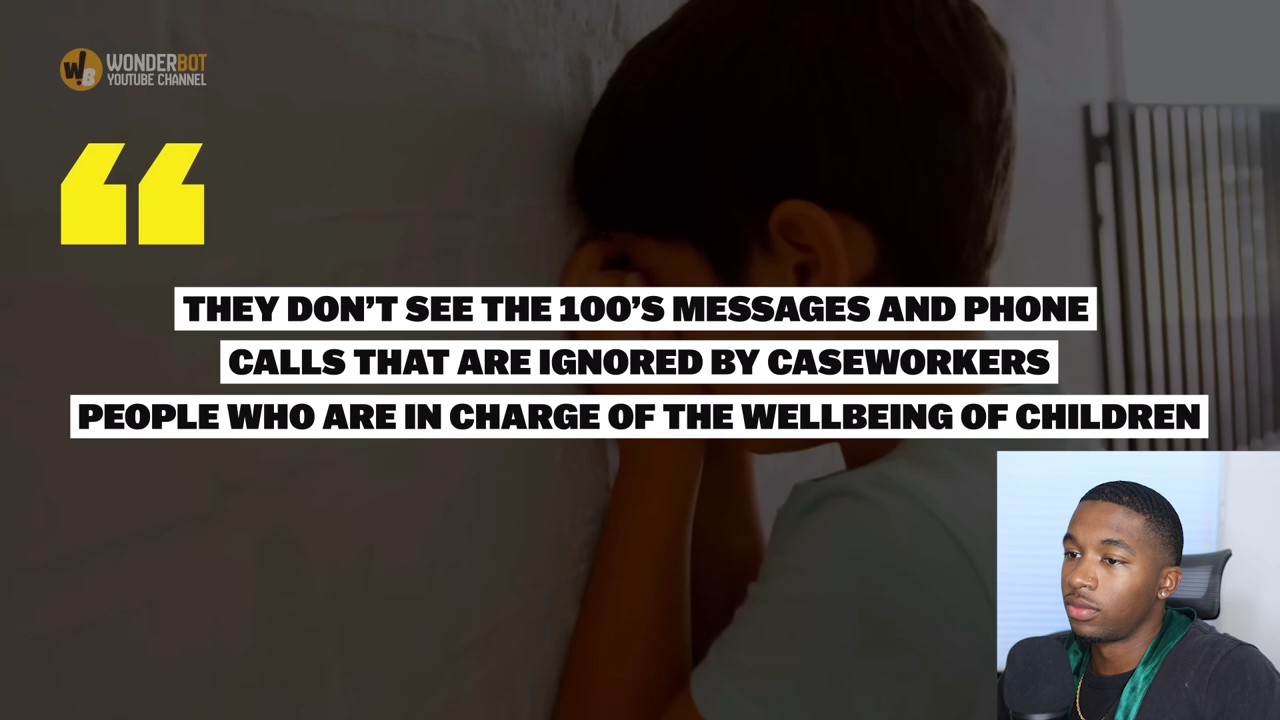 WONDERBOT
YOUTUBE CHANNEL
THEY DON’T SEE THE 100’S MESSAGES AND PHONE
CALLS THAT ARE IGNORED BY CASEWORKERS
PEOPLE WHO ARE IN CHARGE OF THE WELLBEING OF CHILDREN